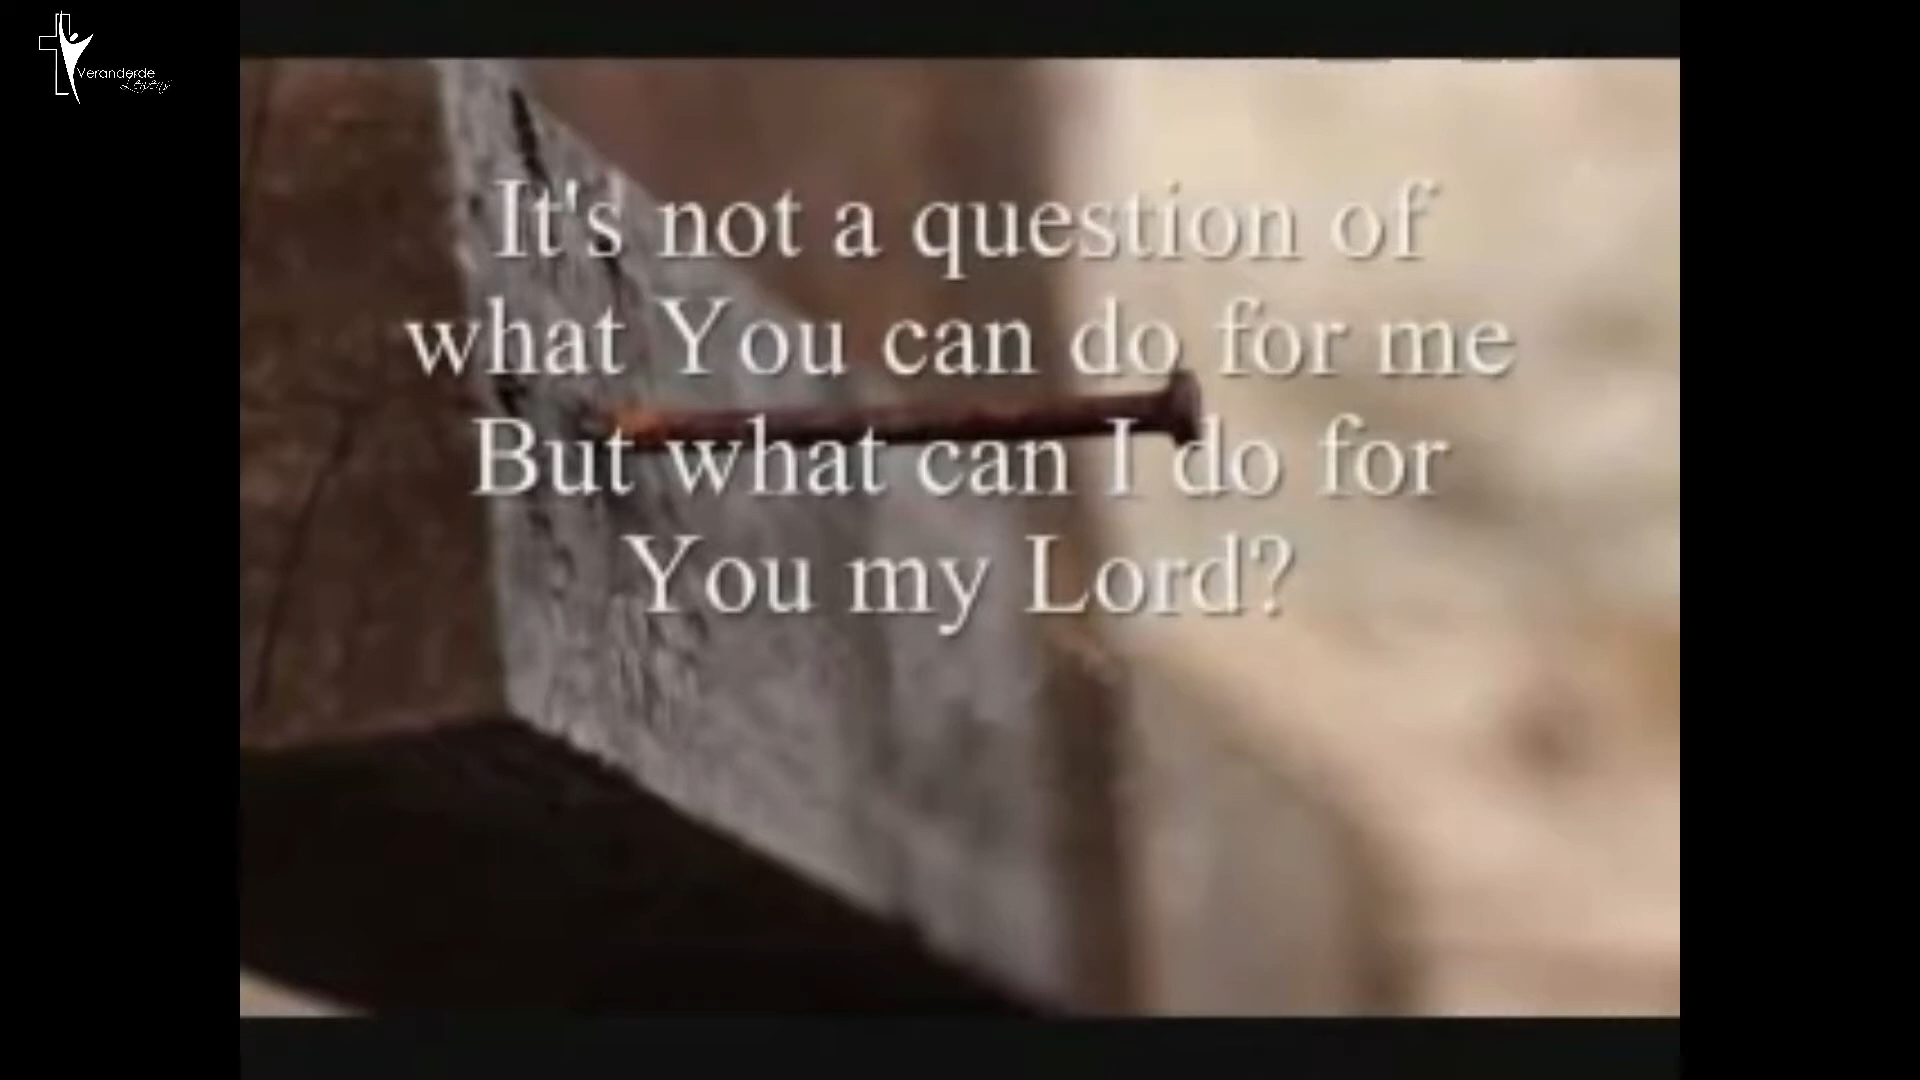 Veranderde
Levens
It's not a question of
what You can do for me
But what can I do for
You my Lord?